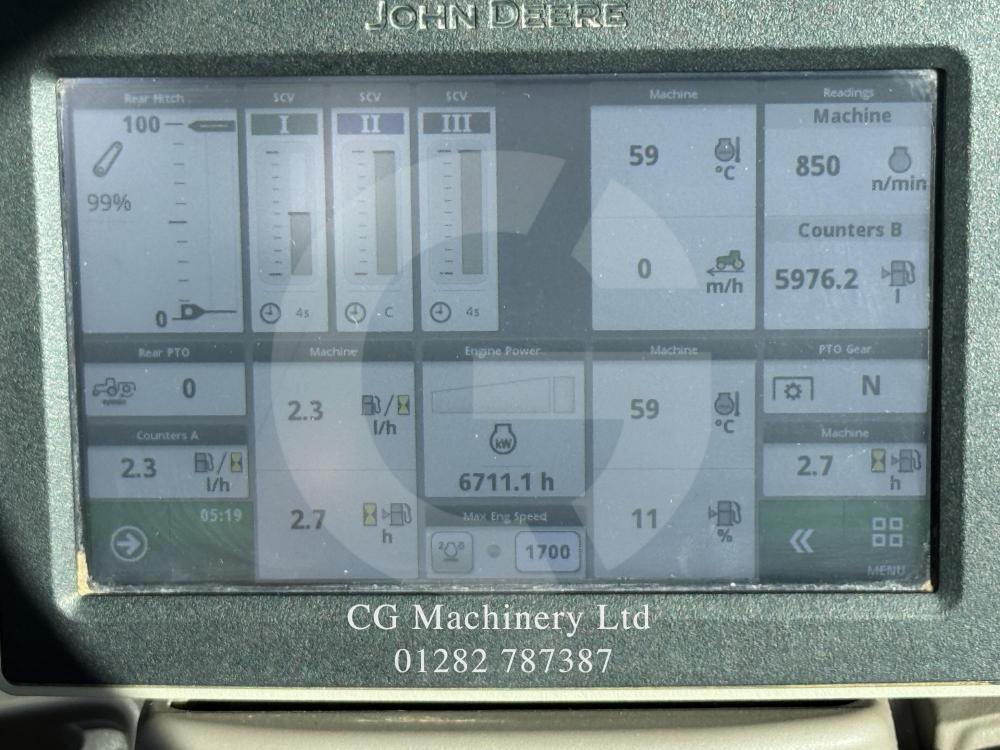 JOHN DEERE
Rear Hitch
100
99%
0
SCV
I
4s
SCV
II
C
SCV
III
4s
Machine
59
°C
0
m/h
Readings
Machine
850
n/min
Counters B
5976.2
l
Rear PTO
0
n/min
Counters A
2.3
l/h
05:19
Machine
2.3
l/h
2.7
h
Engine Power
kW
6711.1 h
Max Eng Speed
1700
Machine
59
°C
11
%
PTO Gear
N
Machine
2.7
h
MENU
CG Machinery Ltd
01282 787387